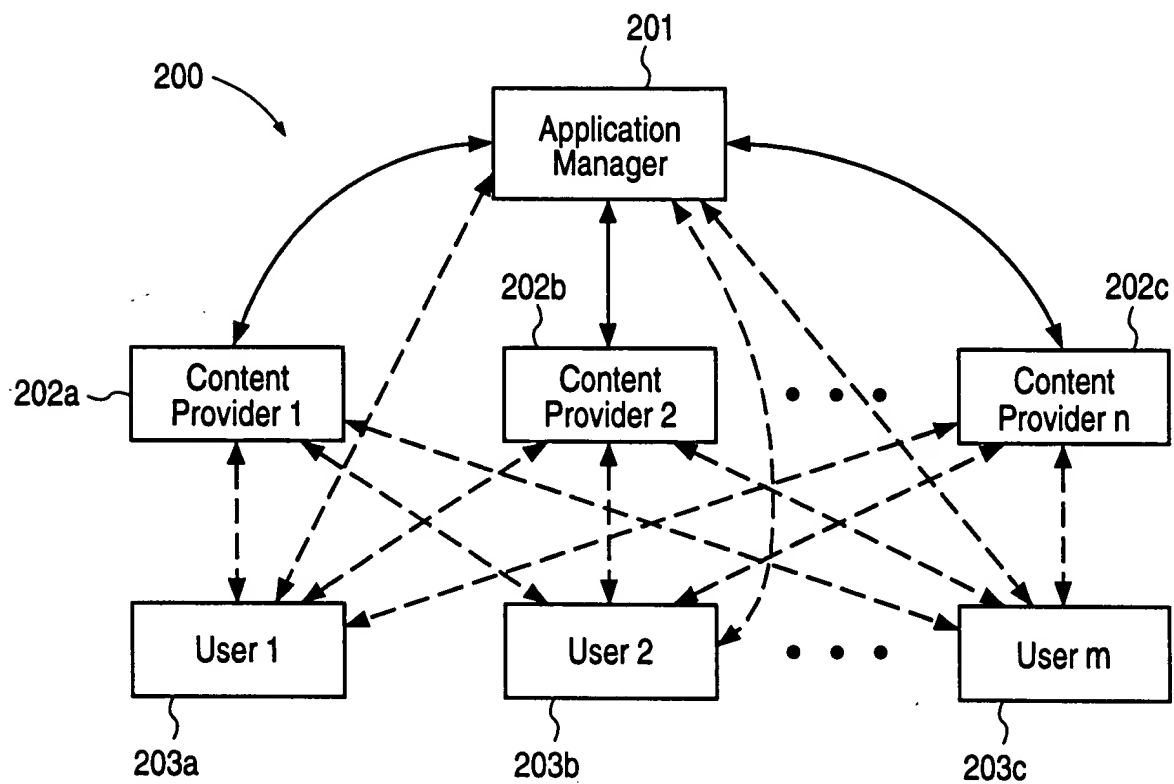 201
200
Application
Manager
202b
202c
202a
Content
Provider 1
Content
Provider 2
Content
Provider n
User 1
User 2
User m
203a
203b
203c